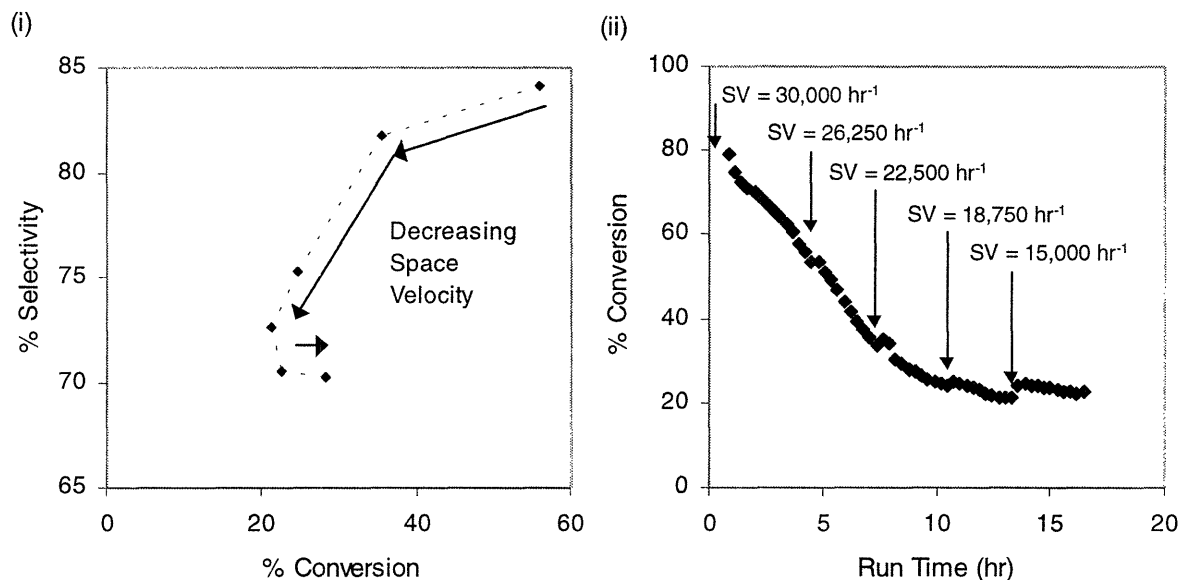 (i)
85
80
75
70
65
% Selectivity
Decreasing
Space
Velocity
0
20
40
60
% Conversion
(ii)
100
80
60
40
20
0
% Conversion
SV = 30,000 hr⁻¹
SV = 26,250 hr⁻¹
SV = 22,500 hr⁻¹
SV = 18,750 hr⁻¹
SV = 15,000 hr⁻¹
0
5
10
15
20
Run Time (hr)